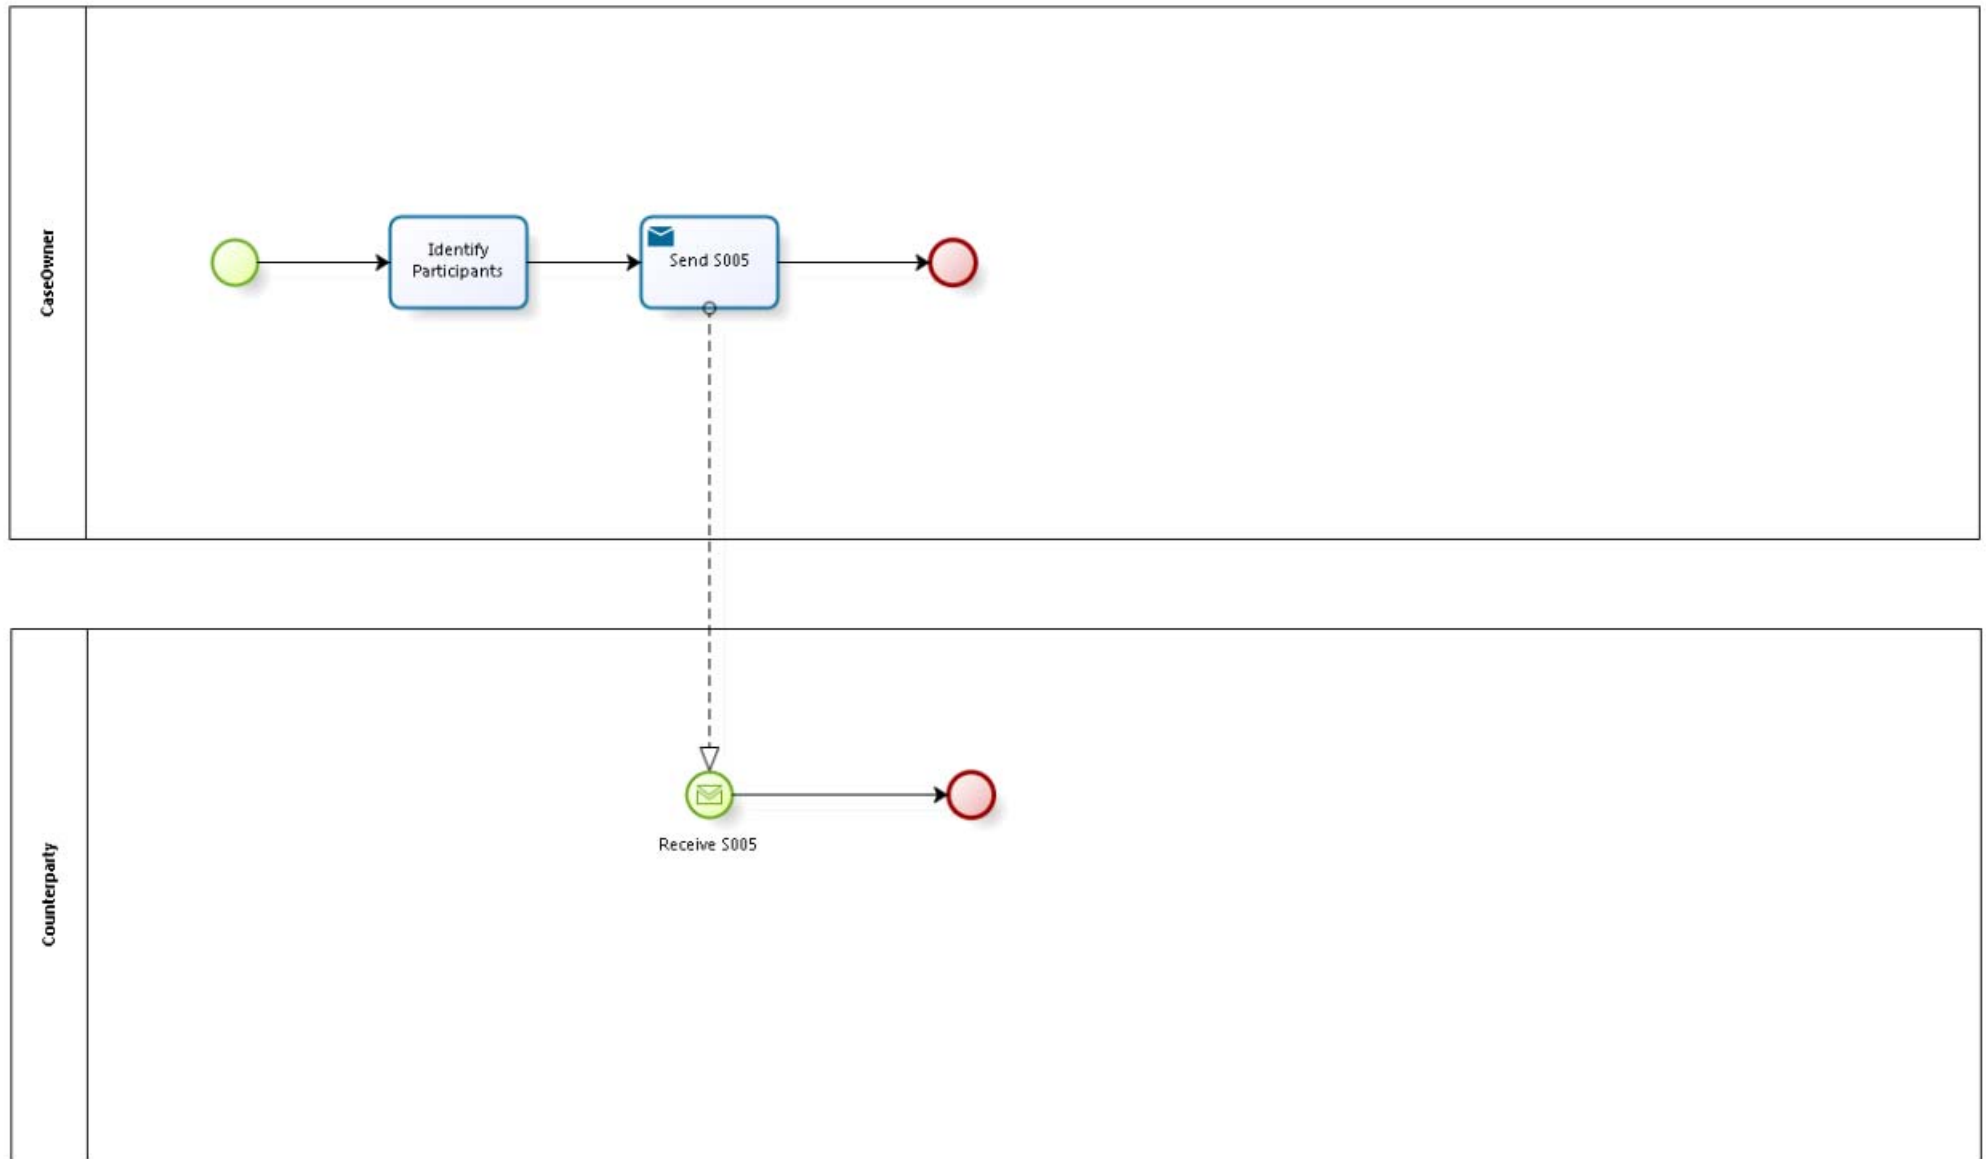 CaseOwner
Identify
Participants
Send S005
Counterparty
Receive S005